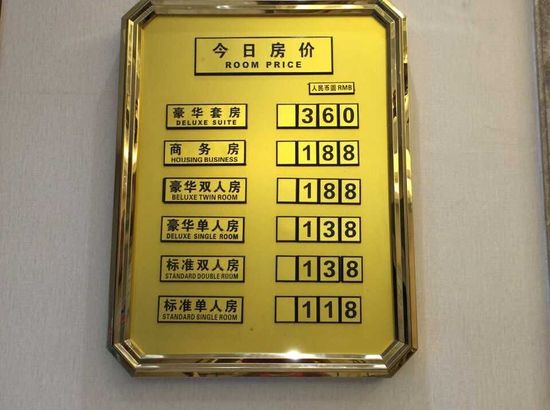 今日房价
ROOM PRICE
人民币圆 RMB
豪华套房 360
DELUXE SUITE
商务房 188
HOUSING BUSINESS
豪华双人房 188
BELUXE TWIN ROOM
豪华单人房 138
DELUXE SINGLE ROOM
标准双人房 138
STANDARD DOUBLE ROOM
标准单人房 118
STANDARD SINGLE ROOM